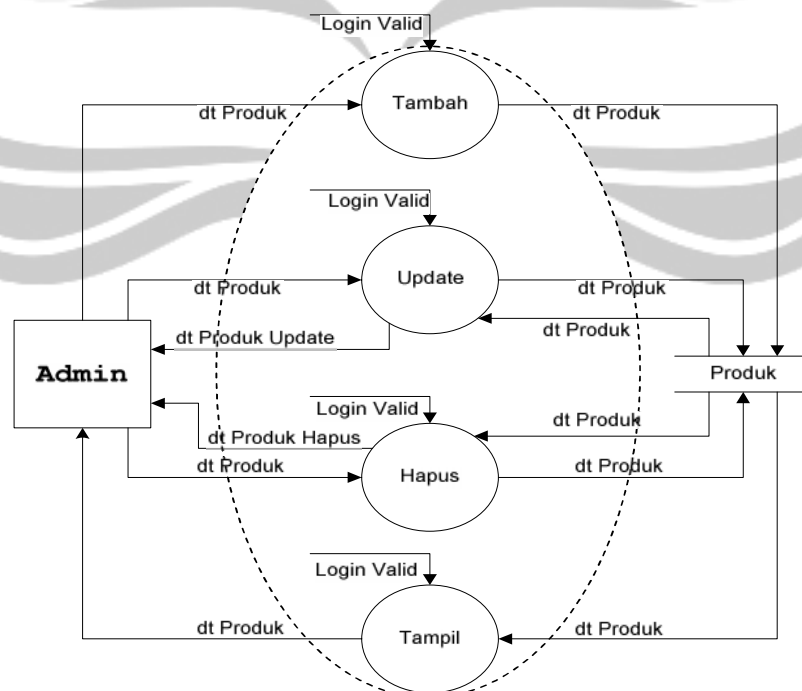 Login Valid
Tambah
dt Produk
dt Produk
Login Valid
Update
dt Produk
dt Produk
dt Produk
dt Produk Update
Admin
Produk
Login Valid
dt Produk
dt Produk Hapus
dt Produk
dt Produk
Hapus
Login Valid
dt Produk
dt Produk
Tampil